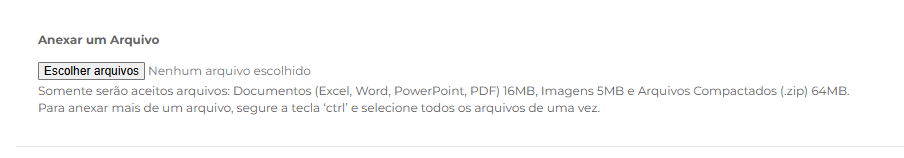 Anexar um Arquivo
Escolher arquivos Nenhum arquivo escolhido
Somente serão aceitos arquivos: Documentos (Excel, Word, PowerPoint, PDF) 16MB, Imagens 5MB e Arquivos Compactados (.zip) 64MB.
Para anexar mais de um arquivo, segure a tecla ‘ctrl’ e selecione todos os arquivos de uma vez.